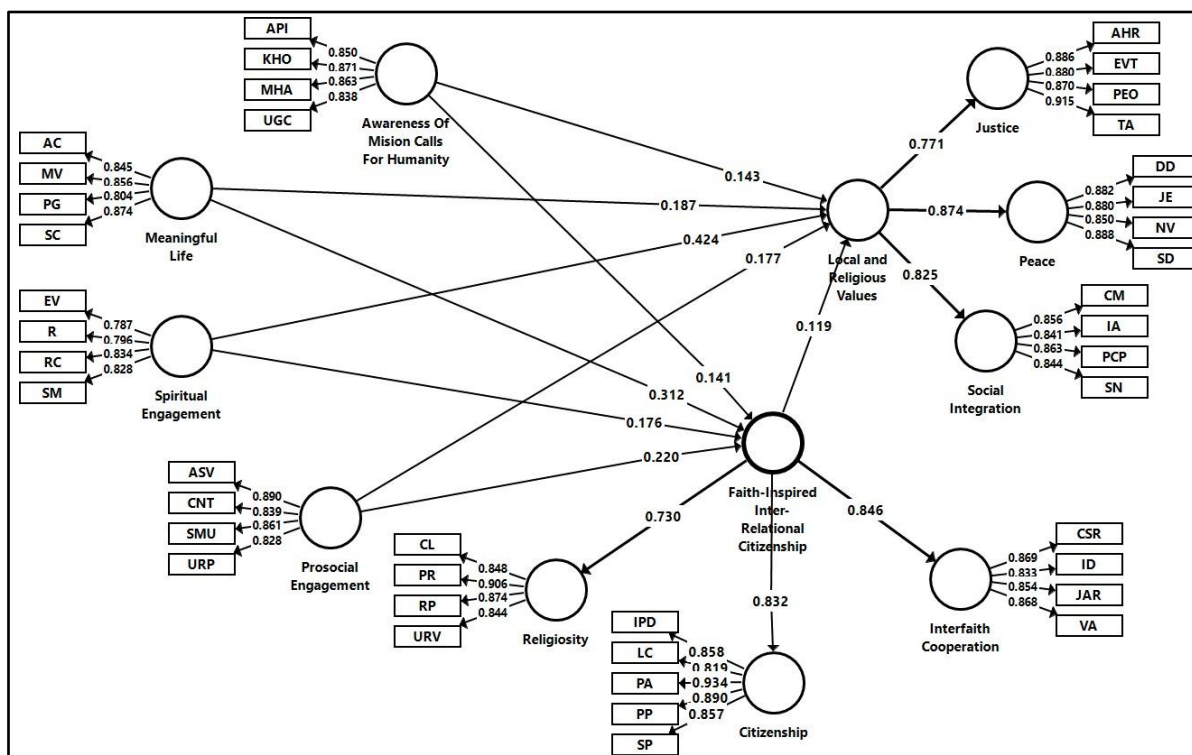 API
KHO
MHA
UGC
0.850
0.871
0.863
0.838
Awareness Of
Mision Calls
For Humanity
AC
MV
PG
SC
0.845
0.856
0.804
0.874
Meaningful
Life
EV
R
RC
SM
0.787
0.796
0.834
0.828
Spiritual
Engagement
ASV
CNT
SMU
URP
0.890
0.839
0.861
0.828
Prosocial
Engagement
0.143
0.187
0.424
0.177
0.119
0.141
0.312
0.176
0.220
Local and
Religious
Values
0.771
0.874
0.825
Justice
0.886
0.880
0.870
0.915
AHR
EVT
PEO
TA
Peace
0.882
0.880
0.850
0.888
DD
JE
NV
SD
Social
Integration
0.856
0.841
0.863
0.844
CM
IA
PCP
SN
Faith-Inspired
Inter-
Relational
Citizenship
0.730
0.832
0.846
CL
PR
RP
URV
0.848
0.906
0.874
0.844
Religiosity
IPD
LC
PA
PP
SP
0.858
0.819
0.934
0.890
0.857
Citizenship
Interfaith
Cooperation
0.869
0.833
0.854
0.868
CSR
ID
JAR
VA